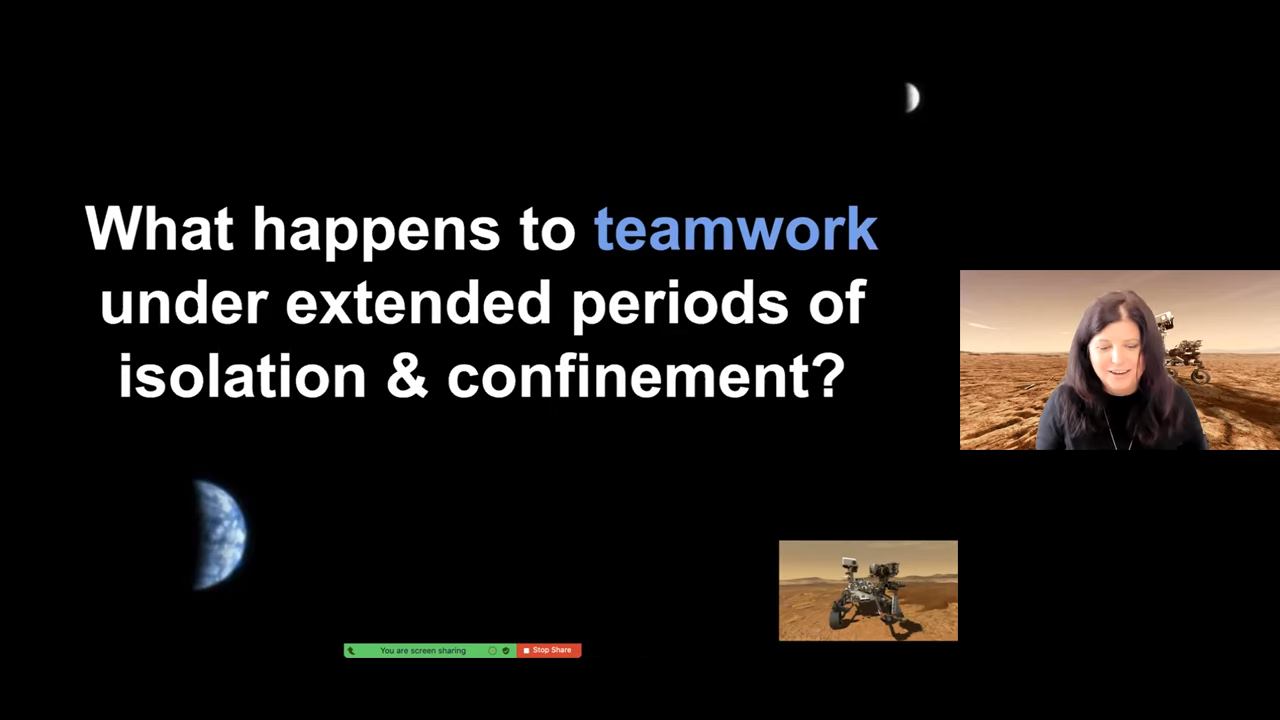 What happens to teamwork
under extended periods of
isolation & confinement?
You are screen sharing
Stop Share